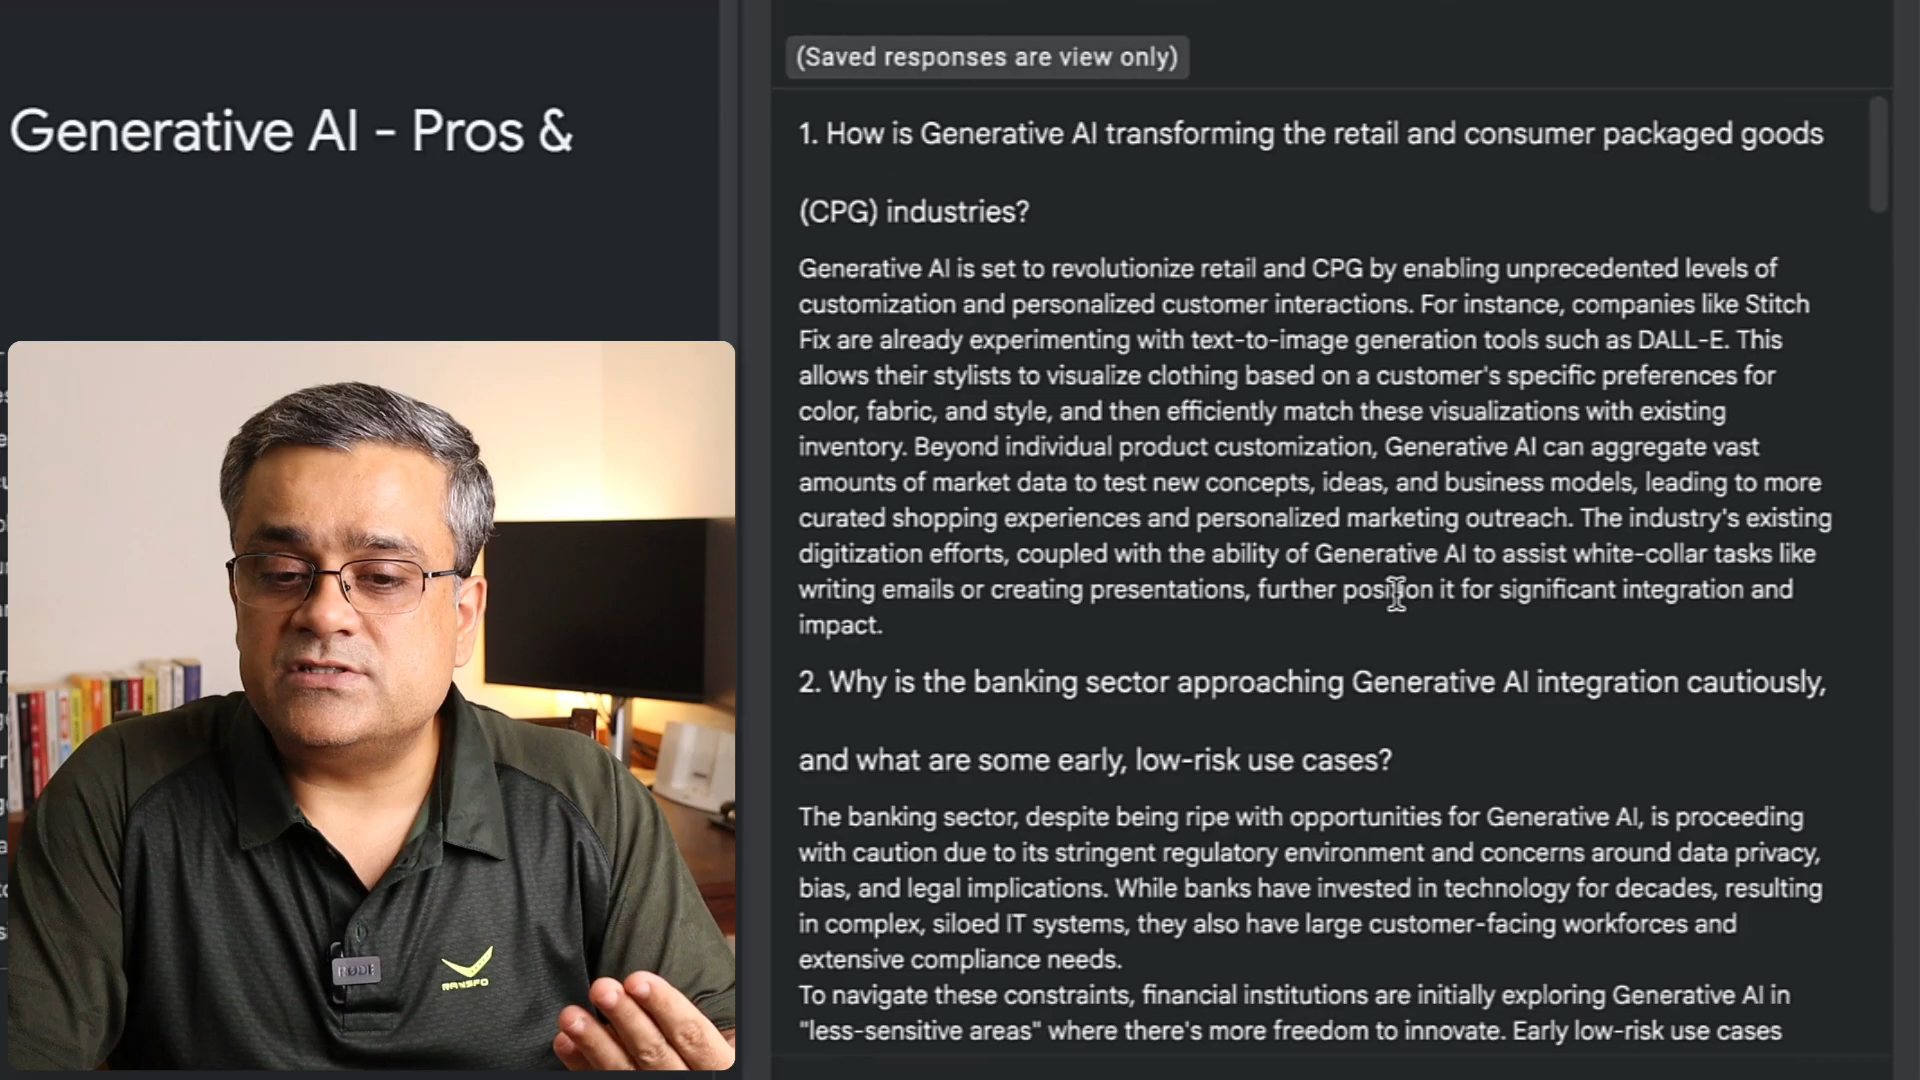 Generative AI - Pros &
(Saved responses are view only)
1. How is Generative AI transforming the retail and consumer packaged goods
(CPG) industries?
Generative AI is set to revolutionize retail and CPG by enabling unprecedented levels of
customization and personalized customer interactions. For instance, companies like Stitch
Fix are already experimenting with text-to-image generation tools such as DALL-E. This
allows their stylists to visualize clothing based on a customer's specific preferences for
color, fabric, and style, and then efficiently match these visualizations with existing
inventory. Beyond individual product customization, Generative AI can aggregate vast
amounts of market data to test new concepts, ideas, and business models, leading to more
curated shopping experiences and personalized marketing outreach. The industry's existing
digitization efforts, coupled with the ability of Generative AI to assist white-collar tasks like
writing emails or creating presentations, further position it for significant integration and
impact.
2. Why is the banking sector approaching Generative AI integration cautiously,
and what are some early, low-risk use cases?
The banking sector, despite being ripe with opportunities for Generative AI, is proceeding
with caution due to its stringent regulatory environment and concerns around data privacy,
bias, and legal implications. While banks have invested in technology for decades, resulting
in complex, siloed IT systems, they also have large customer-facing workforces and
extensive compliance needs.
To navigate these constraints, financial institutions are initially exploring Generative AI in
"less-sensitive areas" where there's more freedom to innovate. Early low-risk use cases
RØDE